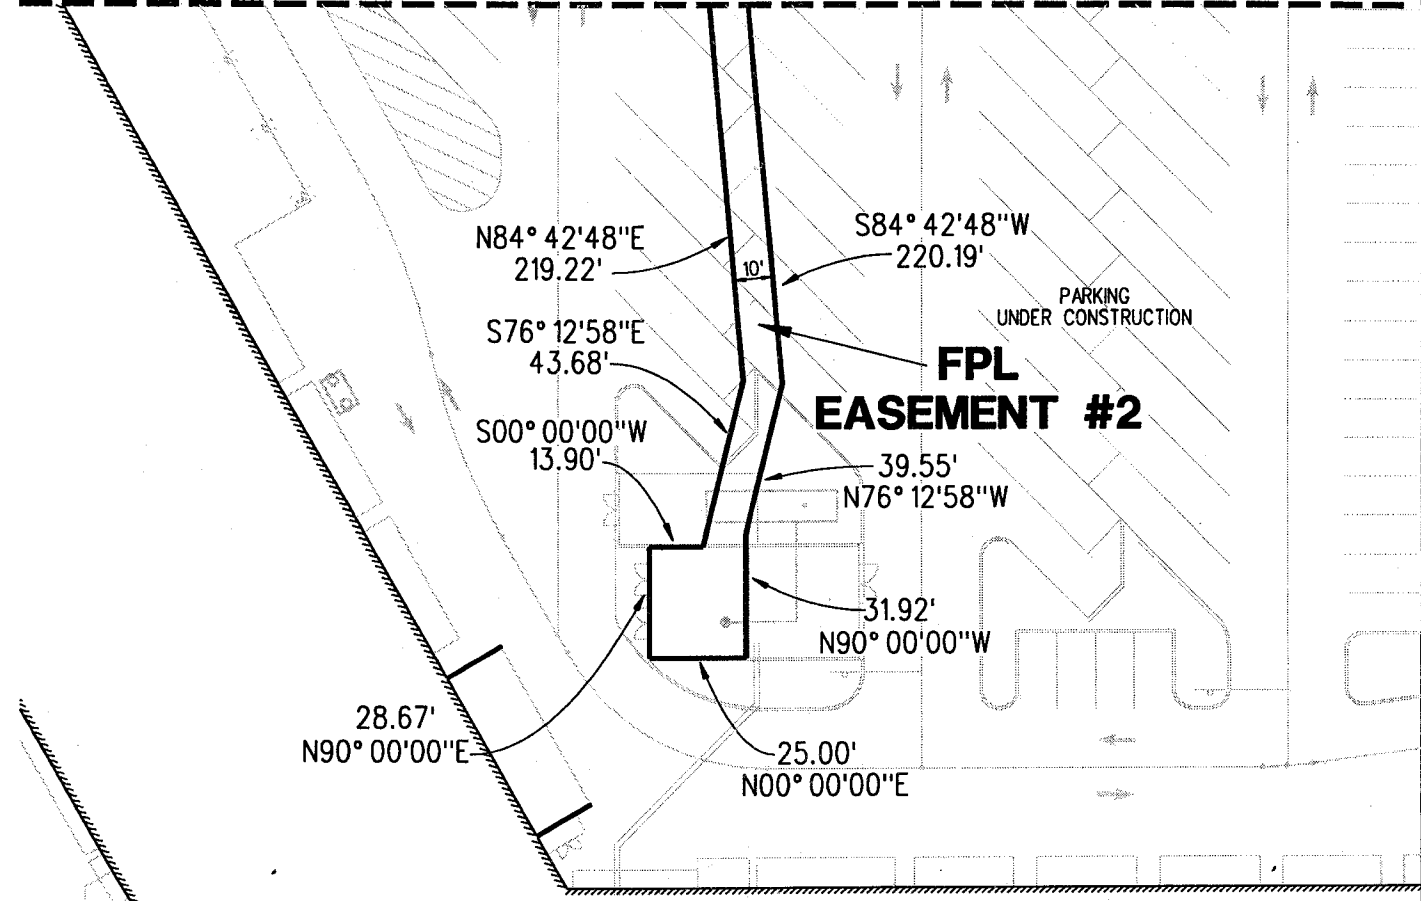 N84° 42'48"E
219.22'
S84° 42'48"W
220.19'
10'
PARKING
UNDER CONSTRUCTION
S76° 12'58"E
43.68'
FPL
EASEMENT #2
S00° 00'00"W
13.90'
39.55'
N76° 12'58"W
31.92'
N90° 00'00"W
28.67'
N90° 00'00"E
25.00'
N00° 00'00"E